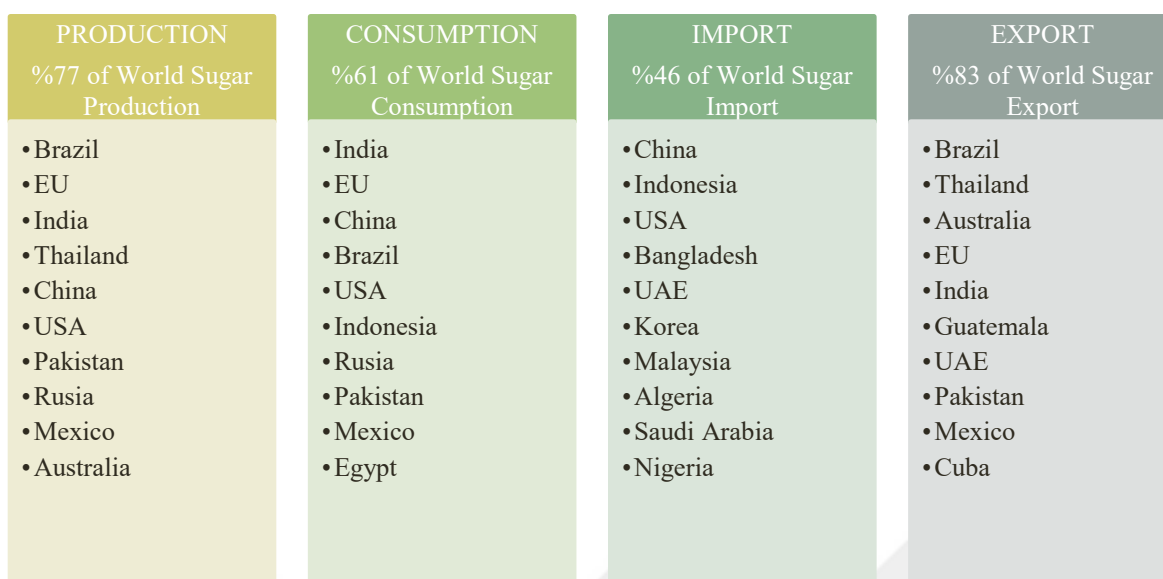 PRODUCTION
%77 of World Sugar
Production
•Brazil
•EU
•India
•Thailand
•China
•USA
•Pakistan
•Rusia
•Mexico
•Australia
CONSUMPTION
%61 of World Sugar
Consumption
•India
•EU
•China
•Brazil
•USA
•Indonesia
•Rusia
•Pakistan
•Mexico
•Egypt
IMPORT
%46 of World Sugar
Import
•China
•Indonesia
•USA
•Bangladesh
•UAE
•Korea
•Malaysia
•Algeria
•Saudi Arabia
•Nigeria
EXPORT
%83 of World Sugar
Export
•Brazil
•Thailand
•Australia
•EU
•India
•Guatemala
•UAE
•Pakistan
•Mexico
•Cuba